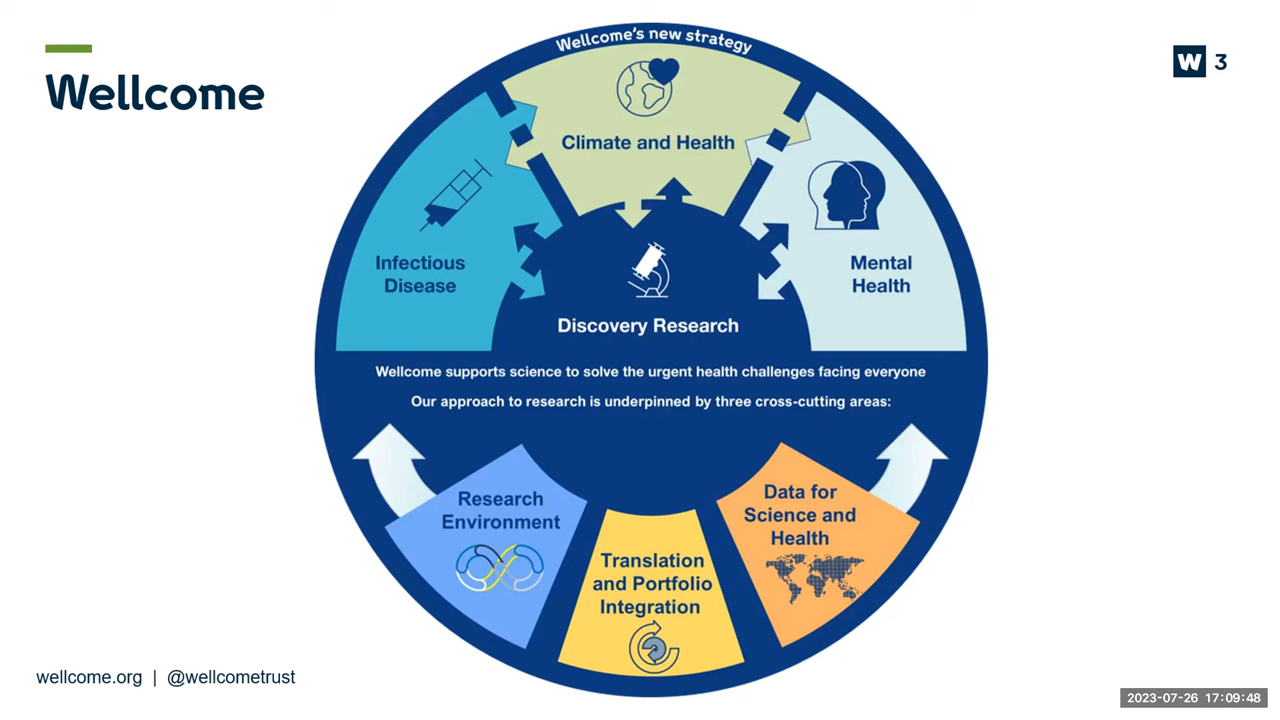 Wellcome
Wellcome's new strategy
W 3
Climate and Health
Infectious
Disease
Mental
Health
Discovery Research
Wellcome supports science to solve the urgent health challenges facing everyone
Our approach to research is underpinned by three cross-cutting areas:
Research
Environment
Translation
and Portfolio
Integration
Data for
Science and
Health
wellcome.org | @wellcometrust
2023-07-26 17:09:48